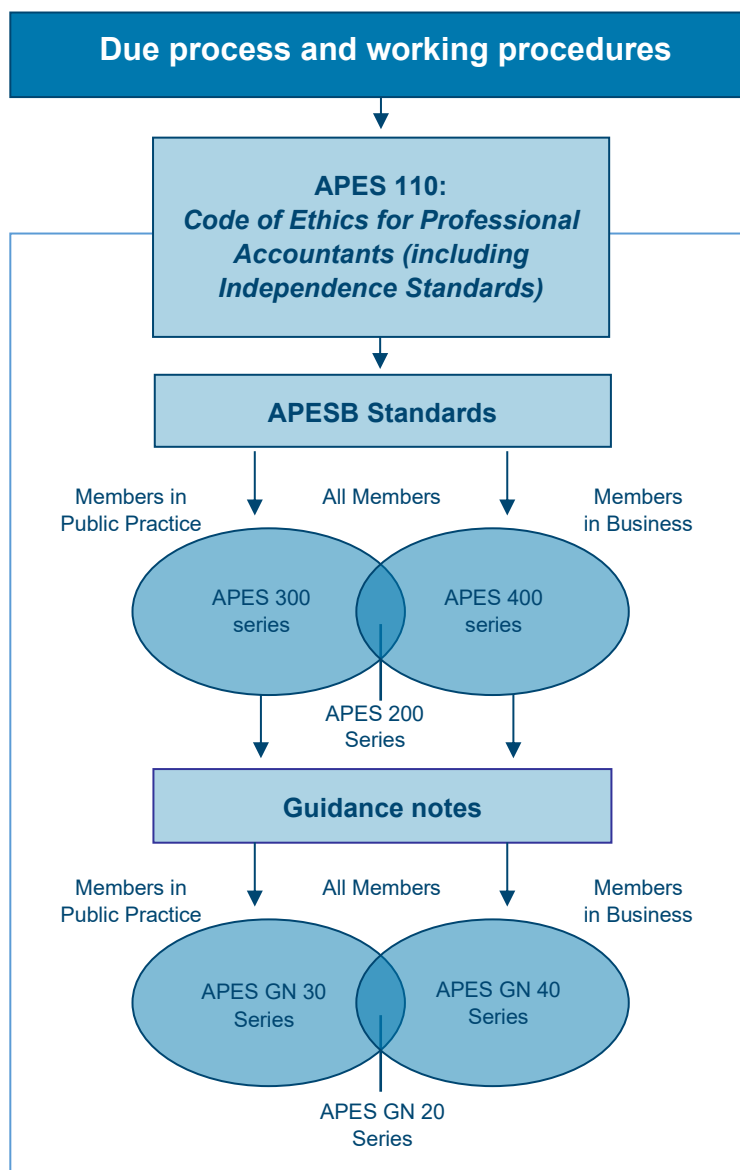 Due process and working procedures
APES 110:
Code of Ethics for Professional
Accountants (including
Independence Standards)
APESB Standards
Members in
Public Practice
All Members
Members
in Business
APES 300
series
APES 400
series
APES 200
Series
Guidance notes
Members in
Public Practice
All Members
Members
in Business
APES GN 30
Series
APES GN 40
Series
APES GN 20
Series